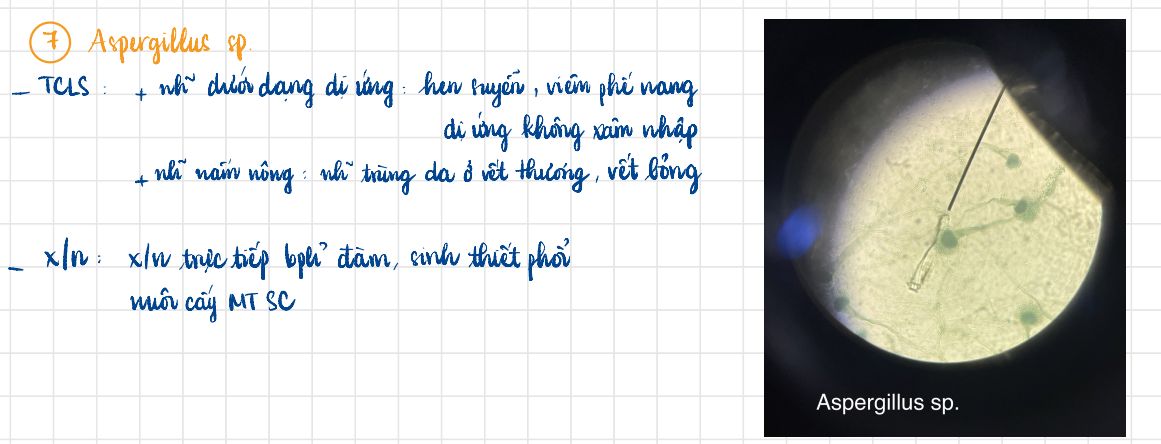 7 Aspergillus sp.
- TCLS : + nhĩ dưới dạng dị ứng : hen suyễn, viêm phế nang
dị ứng không xâm nhập
+ nhĩ nấm nông : nhĩ trùng da ở vết thương, vết bỏng
- x/n : x/n trực tiếp bphÌ đàm, sinh thiết phổi
nuôi cấy MT SC
Aspergillus sp.